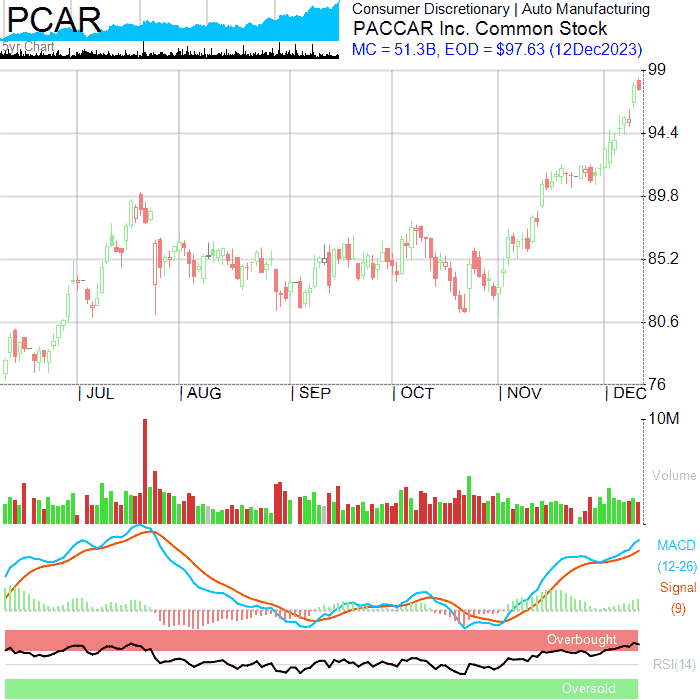 PCAR
5yr Chart
Consumer Discretionary | Auto Manufacturing
PACCAR Inc. Common Stock
MC = 51.3B, EOD = $97.63 (12Dec2023)
99
94.4
89.8
85.2
80.6
76
| JUL | AUG | SEP | OCT | NOV | DEC
10M
Volume
MACD
(12-26)
Signal
(9)
Overbought
RSI(14)
Oversold